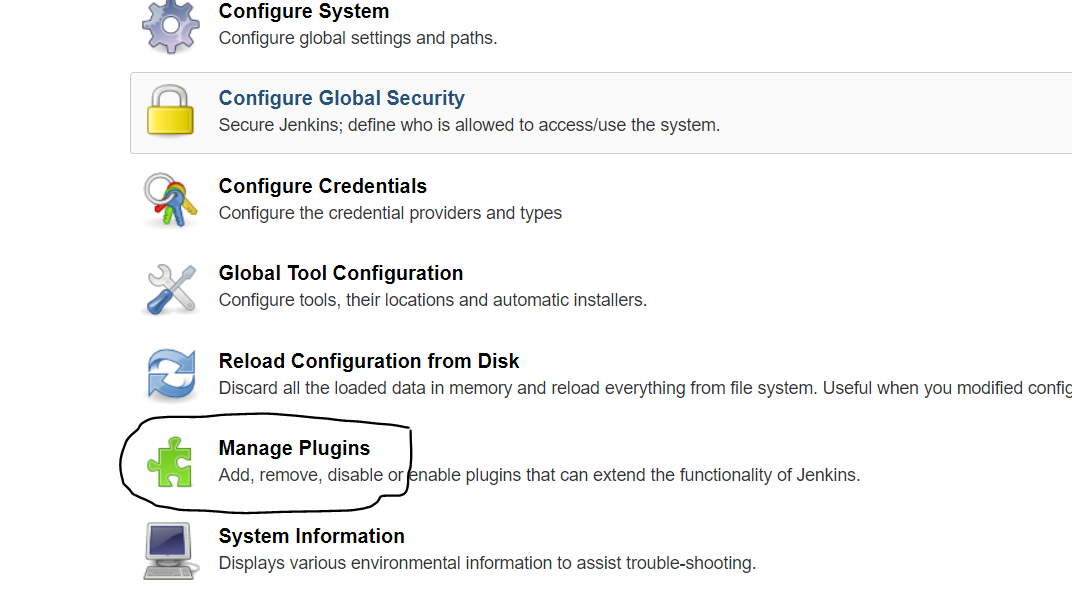 Configure System
Configure global settings and paths.
Configure Global Security
Secure Jenkins; define who is allowed to access/use the system.
Configure Credentials
Configure the credential providers and types
Global Tool Configuration
Configure tools, their locations and automatic installers.
Reload Configuration from Disk
Discard all the loaded data in memory and reload everything from file system. Useful when you modified config
Manage Plugins
Add, remove, disable or enable plugins that can extend the functionality of Jenkins.
System Information
Displays various environmental information to assist trouble-shooting.